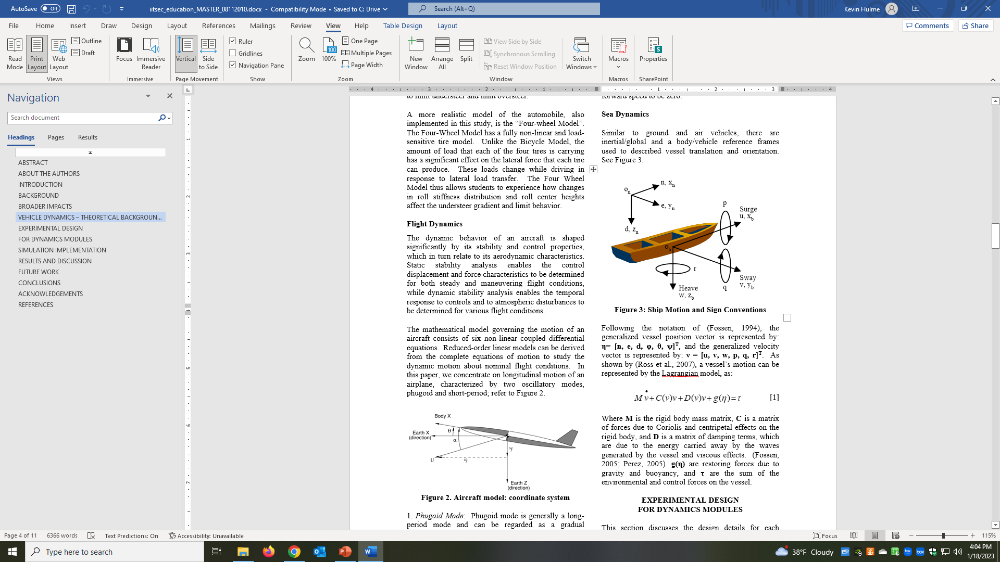 AutoSave Off iitsec_education_MASTER_08112010.docx - Compatibility Mode • Saved to C: Drive Search (Alt+Q) Kevin Hulme
File Home Insert Draw Design Layout References Mailings Review View Help Table Design Layout Comments Share
Read Mode
Print Layout
Web Layout
Outline
Draft
Views
Focus
Immersive Reader
Immersive
Vertical
Side to Side
Page Movement
Ruler
Gridlines
Navigation Pane
Show
Zoom
100
100%
One Page
Multiple Pages
Page Width
Zoom
New Window
Arrange All
Split
View Side by Side
Synchronous Scrolling
Reset Window Position
Switch Windows
Window
Macros
Macros
Properties
SharePoint
Navigation
Search document
Headings Pages Results
ABSTRACT
ABOUT THE AUTHORS
INTRODUCTION
BACKGROUND
BROADER IMPACTS
VEHICLE DYNAMICS – THEORETICAL BACKGROUN...
EXPERIMENTAL DESIGN
FOR DYNAMICS MODULES
SIMULATION IMPLEMENTATION
RESULTS AND DISCUSSION
FUTURE WORK
CONCLUSIONS
ACKNOWLEDGEMENTS
REFERENCES
4 3 2 1 1 2 3 4
1
2
3
5
6
7
to limit understeer and limit oversteer.
A more realistic model of the automobile, also
implemented in this study, is the “Four-wheel Model”.
The Four-Wheel Model has a fully non-linear and load-
sensitive tire model. Unlike the Bicycle Model, the
amount of load that each of the four tires is carrying
has a significant effect on the lateral force that each tire
can produce. These loads change while driving in
response to lateral load transfer. The Four Wheel
Model thus allows students to experience how changes
in roll stiffness distribution and roll center heights
affect the understeer gradient and limit behavior.
Flight Dynamics
The dynamic behavior of an aircraft is shaped
significantly by its stability and control properties,
which in turn relate to its aerodynamic characteristics.
Static stability analysis enables the control
displacement and force characteristics to be determined
for both steady and maneuvering flight conditions,
while dynamic stability analysis enables the temporal
response to controls and to atmospheric disturbances to
be determined for various flight conditions.
The mathematical model governing the motion of an
aircraft consists of six non-linear coupled differential
equations. Reduced-order linear models can be derived
from the complete equations of motion to study the
dynamic motion about nominal flight conditions. In
this paper, we concentrate on longitudinal motion of an
airplane, characterized by two oscillatory modes,
phugoid and short-period; refer to Figure 2.
Body X
Earth X
(direction)
θ
α
U
Earth Z
(direction)
Figure 2. Aircraft model: coordinate system
1. Phugoid Mode: Phugoid mode is generally a long-
period mode and can be regarded as a gradual
forward speed to be zero.
Sea Dynamics
Similar to ground and air vehicles, there are
inertial/global and a body/vehicle reference frames
used to described vessel translation and orientation.
See Figure 3.
oₙ
n, xₙ
e, yₙ
d, zₙ
p
Surge
u, x_b
o_b
r
Sway
v, y_b
q
Heave
w, z_b
Figure 3: Ship Motion and Sign Conventions
Following the notation of (Fossen, 1994), the
generalized vessel position vector is represented by:
η= [n, e, d, φ, θ, ψ]ᵀ, and the generalized velocity
vector is represented by: ν = [u, v, w, p, q, r]ᵀ. As
shown by (Ross et al., 2007), a vessel’s motion can be
represented by the Lagrangian model, as:
M v̇ + C(v)v + D(v)v + g(η) = τ [1]
Where M is the rigid body mass matrix, C is a matrix
of forces due to Coriolis and centripetal effects on the
rigid body, and D is a matrix of damping terms, which
are due to the energy carried away by the waves
generated by the vessel and viscous effects. (Fossen,
2005; Perez, 2005). g(η) are restoring forces due to
gravity and buoyancy, and τ are the sum of the
environmental and control forces on the vessel.
EXPERIMENTAL DESIGN
FOR DYNAMICS MODULES
This section discusses the design details for each
Page 4 of 11 6366 words Text Predictions: On Accessibility: Unavailable Focus 115%
Type here to search 38°F Cloudy 4:04 PM
1/18/2023